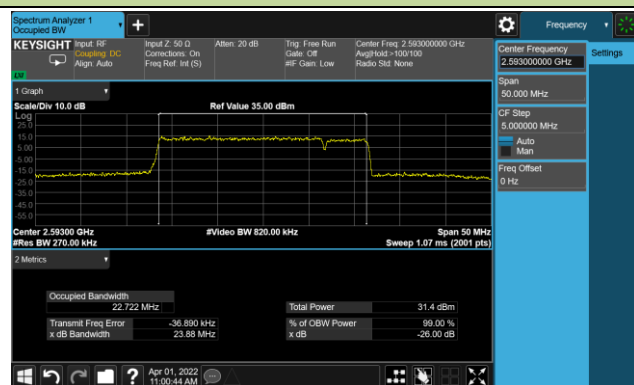 Spectrum Analyzer 1
Occupied BW
Frequency
KEYSIGHT
Input: RF
Coupling: DC
Align: Auto
Input Z: 50 Ω
Corrections: On
Freq Ref: Int (S)
Atten: 20 dB
Trig: Free Run
Gate: Off
#IF Gain: Low
Center Freq: 2.593000000 GHz
Avg|Hold:>100/100
Radio Std: None
Center Frequency
2.593000000 GHz
Settings
Span
50.000 MHz
CF Step
5.000000 MHz
Auto
Man
Freq Offset
0 Hz
1 Graph
Scale/Div 10.0 dB
Ref Value 35.00 dBm
Log
25.0
15.0
5.00
-5.00
-15.0
-25.0
-35.0
-45.0
-55.0
Center 2.59300 GHz
#Video BW 820.00 kHz
Span 50 MHz
#Res BW 270.00 kHz
Sweep 1.07 ms (2001 pts)
2 Metrics
Occupied Bandwidth
22.722 MHz
Total Power
31.4 dBm
Transmit Freq Error
-36.890 kHz
% of OBW Power
99.00 %
x dB Bandwidth
23.88 MHz
x dB
-26.00 dB
?
Apr 01, 2022
11:00:44 AM